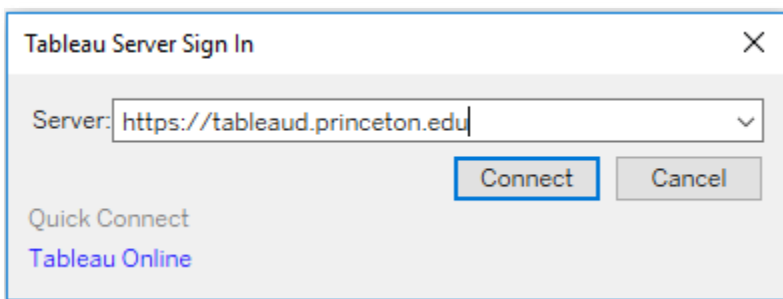 Tableau Server Sign In
Server: https://tableaud.princeton.edu
Connect Cancel
Quick Connect
Tableau Online